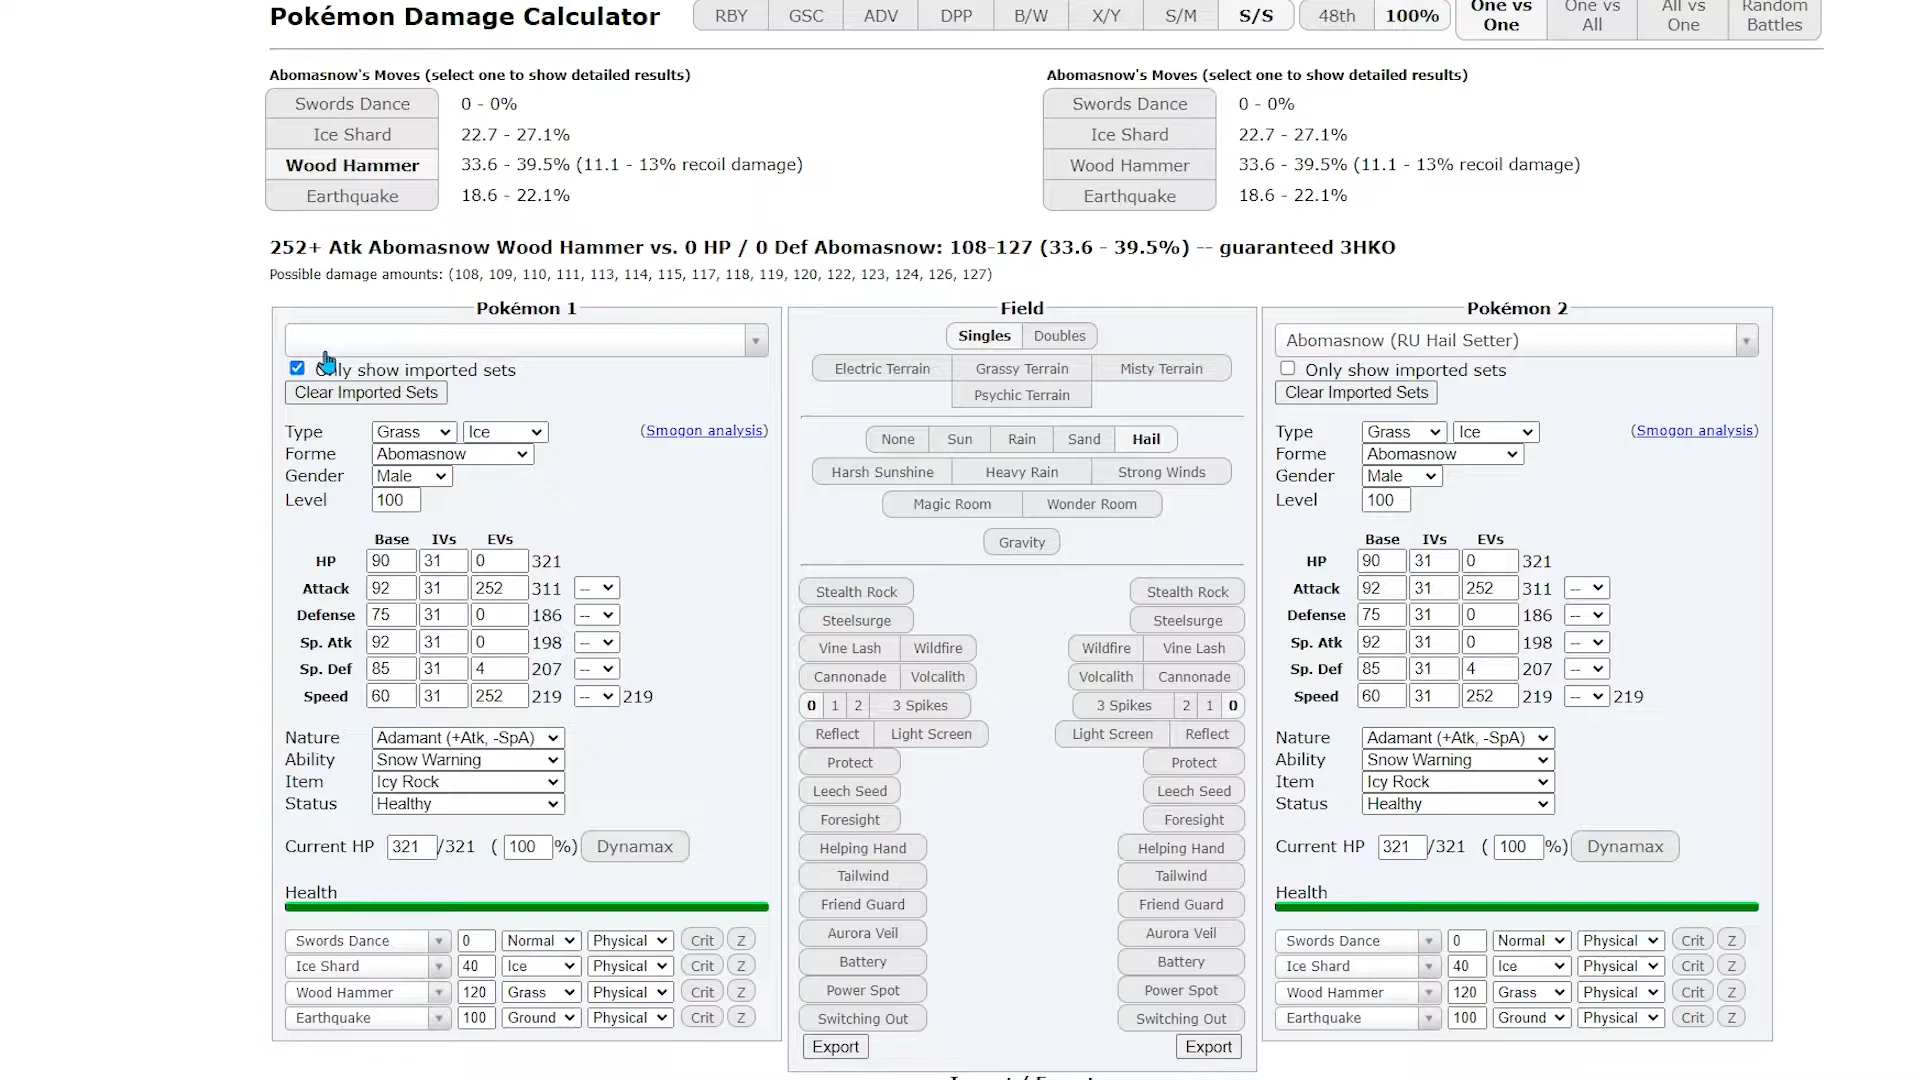 Pokémon Damage Calculator RBY GSC ADV DPP B/W X/Y S/M S/S 48th 100% One vs One One vs All All vs One Random Battles
Abomasnow's Moves (select one to show detailed results) Abomasnow's Moves (select one to show detailed results)
Swords Dance 0 - 0% Swords Dance 0 - 0%
Ice Shard 22.7 - 27.1% Ice Shard 22.7 - 27.1%
Wood Hammer 33.6 - 39.5% (11.1 - 13% recoil damage) Wood Hammer 33.6 - 39.5% (11.1 - 13% recoil damage)
Earthquake 18.6 - 22.1% Earthquake 18.6 - 22.1%
252+ Atk Abomasnow Wood Hammer vs. 0 HP / 0 Def Abomasnow: 108-127 (33.6 - 39.5%) -- guaranteed 3HKO
Possible damage amounts: (108, 109, 110, 111, 113, 114, 115, 117, 118, 119, 120, 122, 123, 124, 126, 127)
Pokémon 1
Only show imported sets
Clear Imported Sets
Type Grass Ice (Smogon analysis)
Forme Abomasnow
Gender Male
Level 100
Base IVs EVs
HP 90 31 0 321
Attack 92 31 252 311 --
Defense 75 31 0 186 --
Sp. Atk 92 31 0 198 --
Sp. Def 85 31 4 207 --
Speed 60 31 252 219 -- 219
Nature Adamant (+Atk, -SpA)
Ability Snow Warning
Item Icy Rock
Status Healthy
Current HP 321 /321 ( 100 %) Dynamax
Health
Swords Dance 0 Normal Physical Crit Z
Ice Shard 40 Ice Physical Crit Z
Wood Hammer 120 Grass Physical Crit Z
Earthquake 100 Ground Physical Crit Z
Field
Singles Doubles
Electric Terrain Grassy Terrain Misty Terrain
Psychic Terrain
None Sun Rain Sand Hail
Harsh Sunshine Heavy Rain Strong Winds
Magic Room Wonder Room
Gravity
Stealth Rock Stealth Rock
Steelsurge Steelsurge
Vine Lash Wildfire Wildfire Vine Lash
Cannonade Volcalith Volcalith Cannonade
0 1 2 3 Spikes 3 Spikes 2 1 0
Reflect Light Screen Light Screen Reflect
Protect Protect
Leech Seed Leech Seed
Foresight Foresight
Helping Hand Helping Hand
Tailwind Tailwind
Friend Guard Friend Guard
Aurora Veil Aurora Veil
Battery Battery
Power Spot Power Spot
Switching Out Switching Out
Export Export
Pokémon 2
Abomasnow (RU Hail Setter)
Only show imported sets
Clear Imported Sets
Type Grass Ice (Smogon analysis)
Forme Abomasnow
Gender Male
Level 100
Base IVs EVs
HP 90 31 0 321
Attack 92 31 252 311 --
Defense 75 31 0 186 --
Sp. Atk 92 31 0 198 --
Sp. Def 85 31 4 207 --
Speed 60 31 252 219 -- 219
Nature Adamant (+Atk, -SpA)
Ability Snow Warning
Item Icy Rock
Status Healthy
Current HP 321 /321 ( 100 %) Dynamax
Health
Swords Dance 0 Normal Physical Crit Z
Ice Shard 40 Ice Physical Crit Z
Wood Hammer 120 Grass Physical Crit Z
Earthquake 100 Ground Physical Crit Z